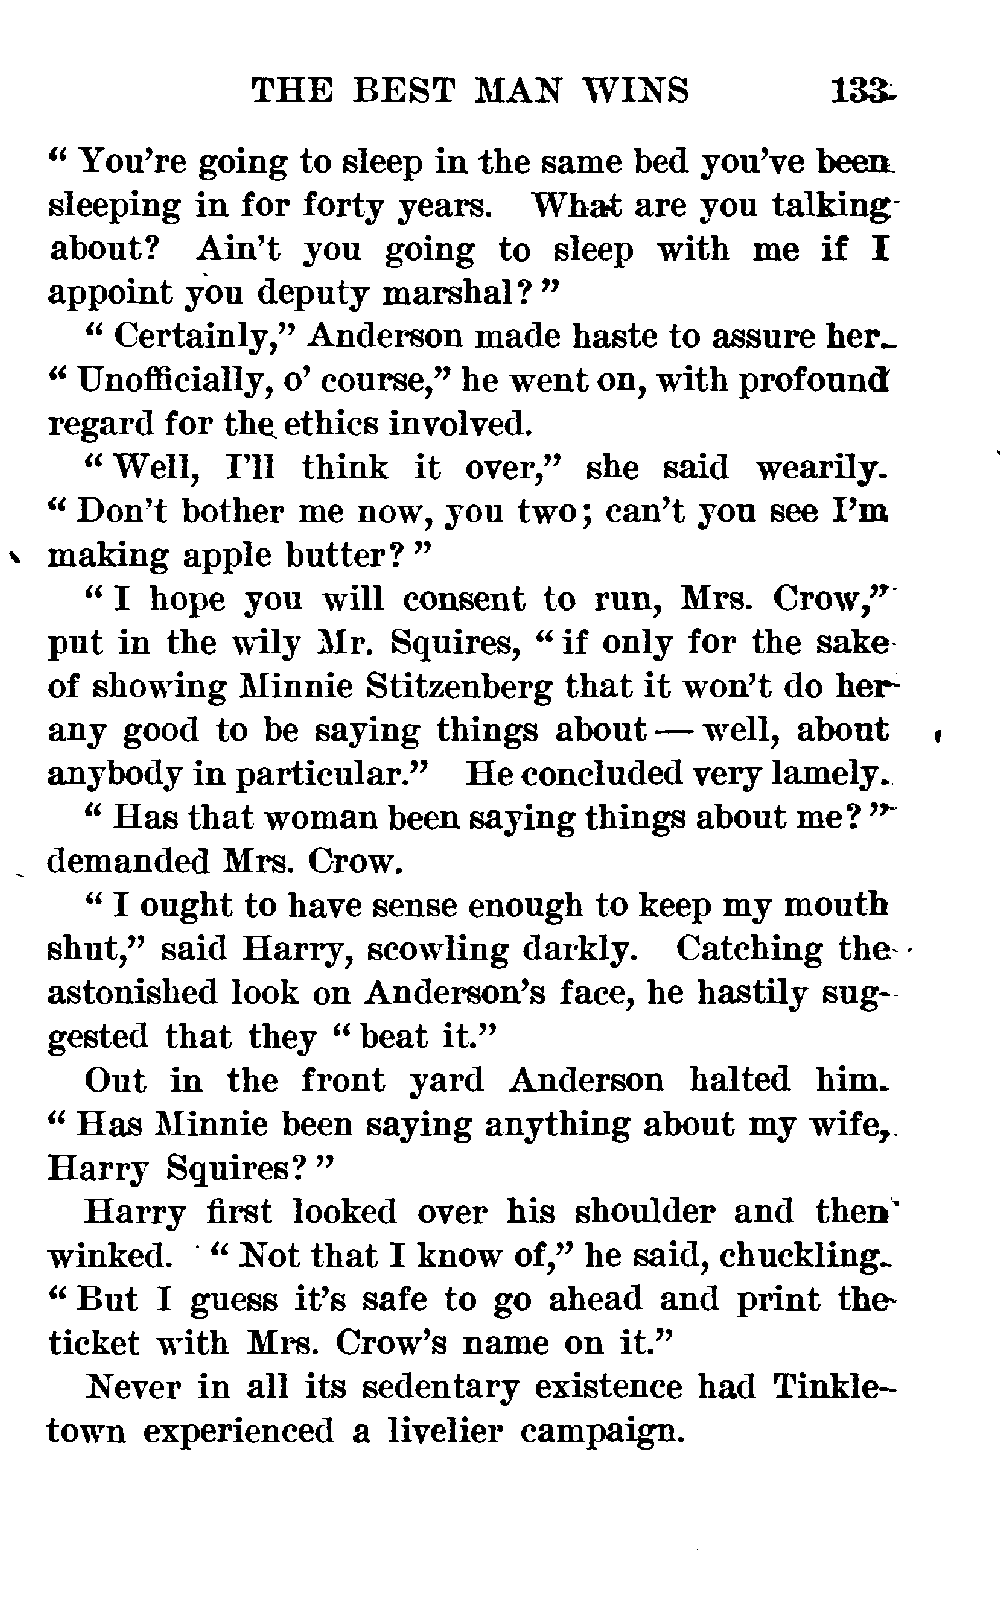 THE BEST MAN WINS 133
“ You’re going to sleep in the same bed you’ve been
sleeping in for forty years. What are you talking
about? Ain’t you going to sleep with me if I
appoint you deputy marshal? ”
“ Certainly,” Anderson made haste to assure her.
“ Unofficially, o’ course,” he went on, with profound
regard for the ethics involved.
“ Well, I’ll think it over,” she said wearily.
“ Don’t bother me now, you two; can’t you see I’m
making apple butter? ”
“ I hope you will consent to run, Mrs. Crow,”
put in the wily Mr. Squires, “ if only for the sake
of showing Minnie Stitzenberg that it won’t do her
any good to be saying things about — well, about
anybody in particular.” He concluded very lamely.
“ Has that woman been saying things about me? ”
demanded Mrs. Crow.
“ I ought to have sense enough to keep my mouth
shut,” said Harry, scowling darkly. Catching the
astonished look on Anderson’s face, he hastily sug-
gested that they “ beat it.”
Out in the front yard Anderson halted him.
“ Has Minnie been saying anything about my wife,
Harry Squires? ”
Harry first looked over his shoulder and then
winked. “ Not that I know of,” he said, chuckling.
“ But I guess it’s safe to go ahead and print the
ticket with Mrs. Crow’s name on it.”
Never in all its sedentary existence had Tinkle-
town experienced a livelier campaign.